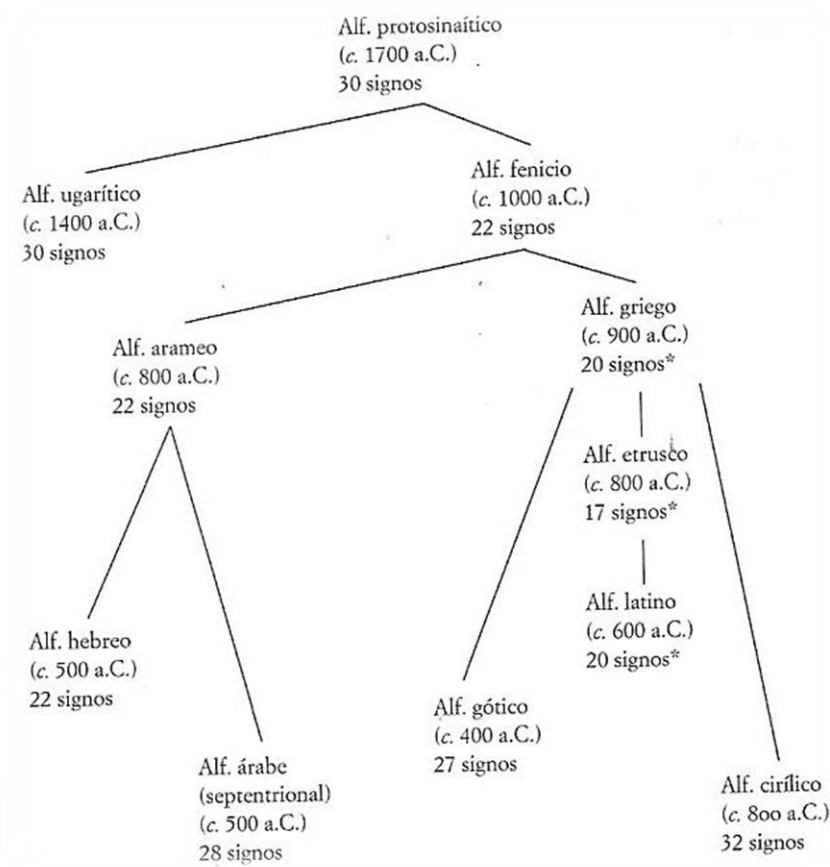 Alf. protosinaítico
(c. 1700 a.C.)
30 signos
Alf. ugarítico
(c. 1400 a.C.)
30 signos
Alf. fenicio
(c. 1000 a.C.)
22 signos
Alf. arameo
(c. 800 a.C.)
22 signos
Alf. griego
(c. 900 a.C.)
20 signos*
Alf. etrusco
(c. 800 a.C.)
17 signos*
Alf. latino
(c. 600 a.C.)
20 signos*
Alf. hebreo
(c. 500 a.C.)
22 signos
Alf. árabe
(septentrional)
(c. 500 a.C.)
28 signos
Alf. gótico
(c. 400 a.C.)
27 signos
Alf. cirílico
(c. 8oo a.C.)
32 signos